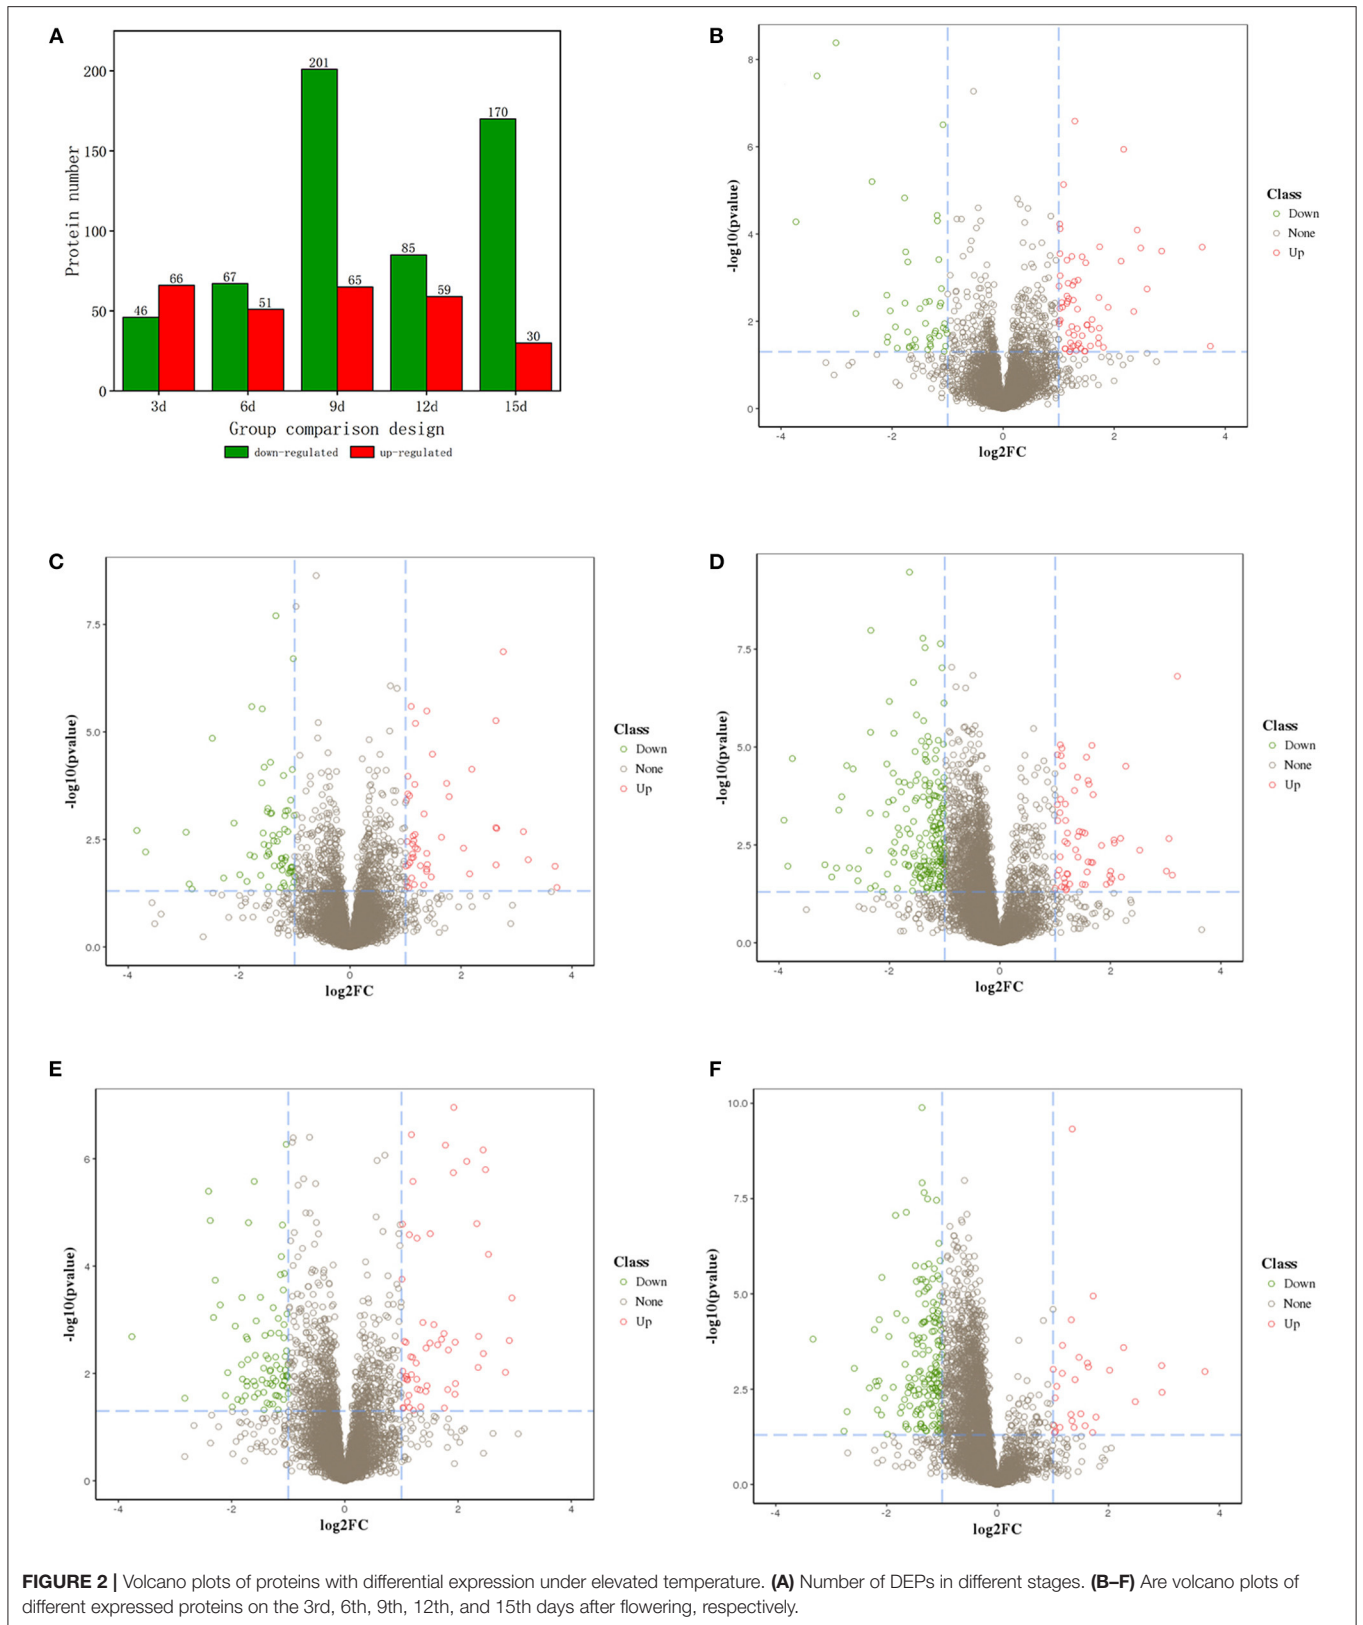 A
201
200
170
150
Protein number
100
85
67
66
65
59
51
50
46
30
0
3d 6d 9d 12d 15d
Group comparison design
down-regulated up-regulated
B
8
6
4
2
0
-log10(pvalue)
-4 -2 0 2 4
log2FC
Class
Down
None
Up
C
7.5
5.0
2.5
0.0
-log10(pvalue)
-4 -2 0 2 4
log2FC
Class
Down
None
Up
D
7.5
5.0
2.5
0.0
-log10(pvalue)
-4 -2 0 2 4
log2FC
Class
Down
None
Up
E
6
4
2
0
-log10(pvalue)
-4 -2 0 2 4
log2FC
Class
Down
None
Up
F
10.0
7.5
5.0
2.5
0.0
-log10(pvalue)
-4 -2 0 2 4
log2FC
Class
Down
None
Up
FIGURE 2 | Volcano plots of proteins with differential expression under elevated temperature. (A) Number of DEPs in different stages. (B–F) Are volcano plots of
different expressed proteins on the 3rd, 6th, 9th, 12th, and 15th days after flowering, respectively.